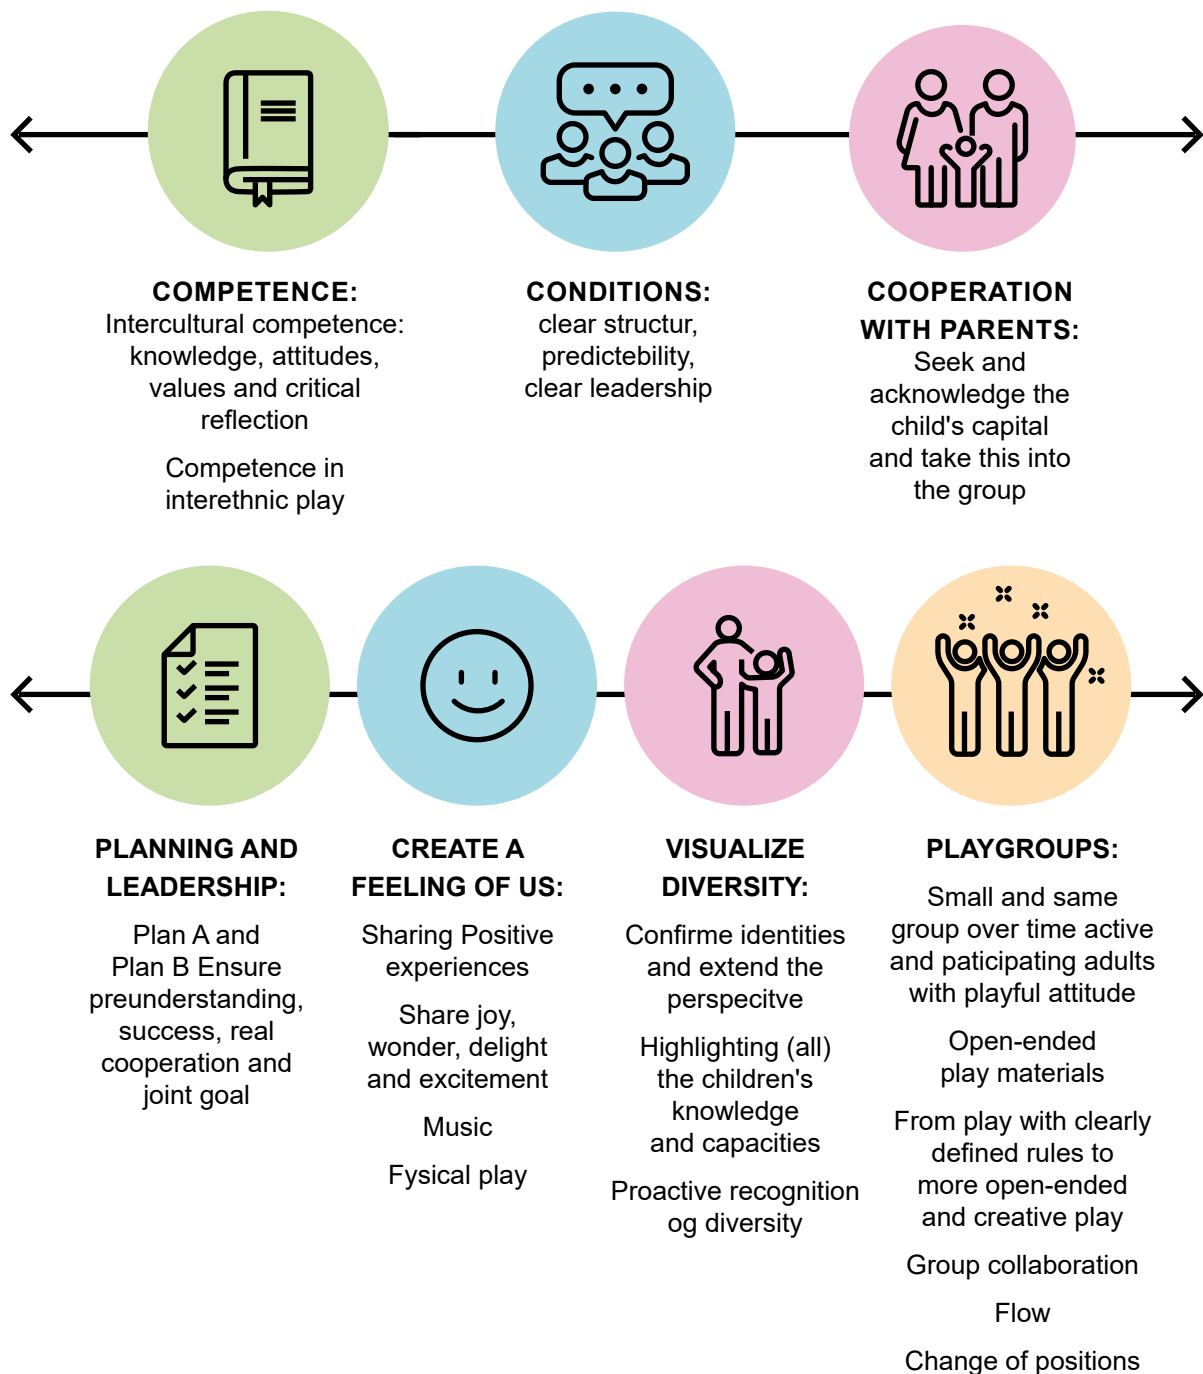 COMPETENCE:
Intercultural competence:
knowledge, attitudes,
values and critical
reflection
Competence in
interethnic play
CONDITIONS:
clear structur,
predictebility,
clear leadership
COOPERATION
WITH PARENTS:
Seek and
acknowledge the
child's capital
and take this into
the group
PLANNING AND
LEADERSHIP:
Plan A and
Plan B Ensure
preunderstanding,
success, real
cooperation and
joint goal
CREATE A
FEELING OF US:
Sharing Positive
experiences
Share joy,
wonder, delight
and excitement
Music
Fysical play
VISUALIZE
DIVERSITY:
Confirme identities
and extend the
perspecitve
Highlighting (all)
the children's
knowledge
and capacities
Proactive recognition
og diversity
PLAYGROUPS:
Small and same
group over time active
and paticipating adults
with playful attitude
Open-ended
play materials
From play with clearly
defined rules to
more open-ended
and creative play
Group collaboration
Flow
Change of positions